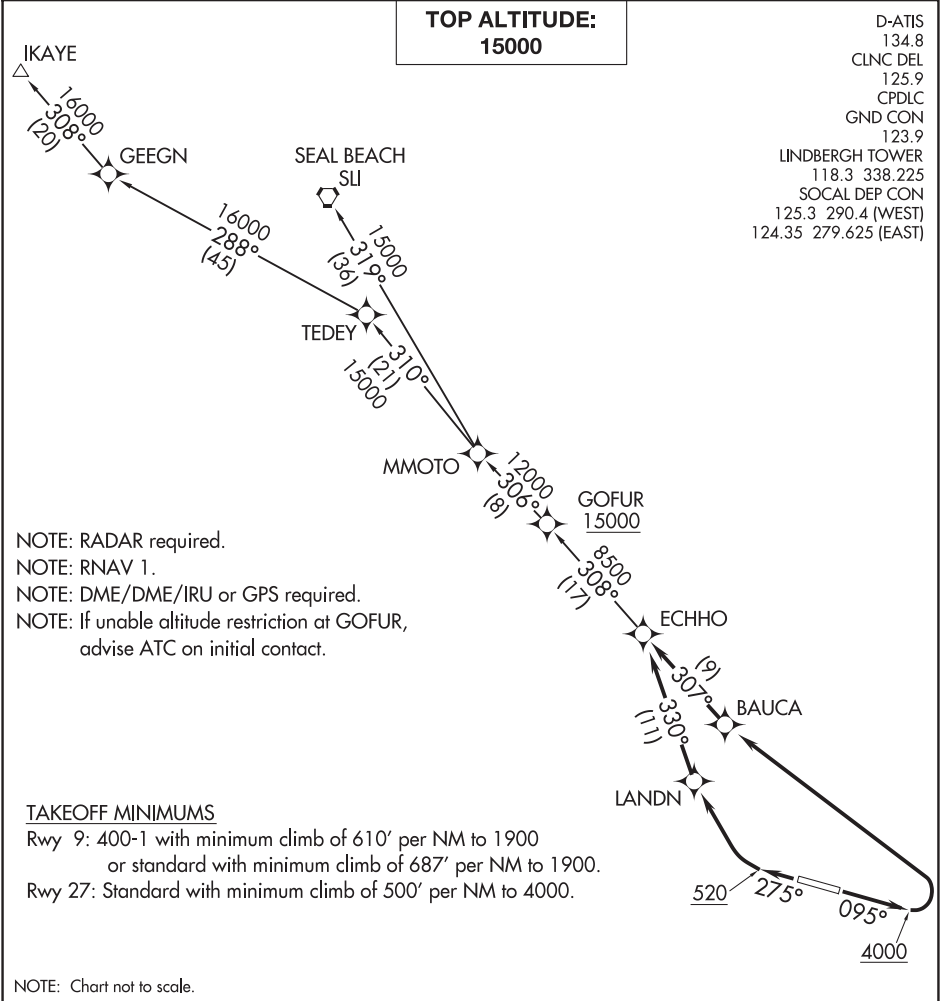 TOP ALTITUDE:
15000
D-ATIS
134.8
CLNC DEL
125.9
CPDLC
GND CON
123.9
LINDBERGH TOWER
118.3 338.225
SOCAL DEP CON
125.3 290.4 (WEST)
124.35 279.625 (EAST)
IKAYE
16000
308°
(20)
GEEGN
SEAL BEACH
SLI
16000
288°
(45)
15000
319°
(36)
TEDEY
310°
(21)
15000
MMOTO
12000
306°
(8)
GOFUR
15000
8500
308°
(17)
NOTE: RADAR required.
NOTE: RNAV 1.
NOTE: DME/DME/IRU or GPS required.
NOTE: If unable altitude restriction at GOFUR,
advise ATC on initial contact.
ECHHO
(9)
307°
BAUCA
330°
(11)
LANDN
TAKEOFF MINIMUMS
Rwy 9: 400-1 with minimum climb of 610' per NM to 1900
or standard with minimum climb of 687' per NM to 1900.
Rwy 27: Standard with minimum climb of 500' per NM to 4000.
520
275°
095°
4000
NOTE: Chart not to scale.